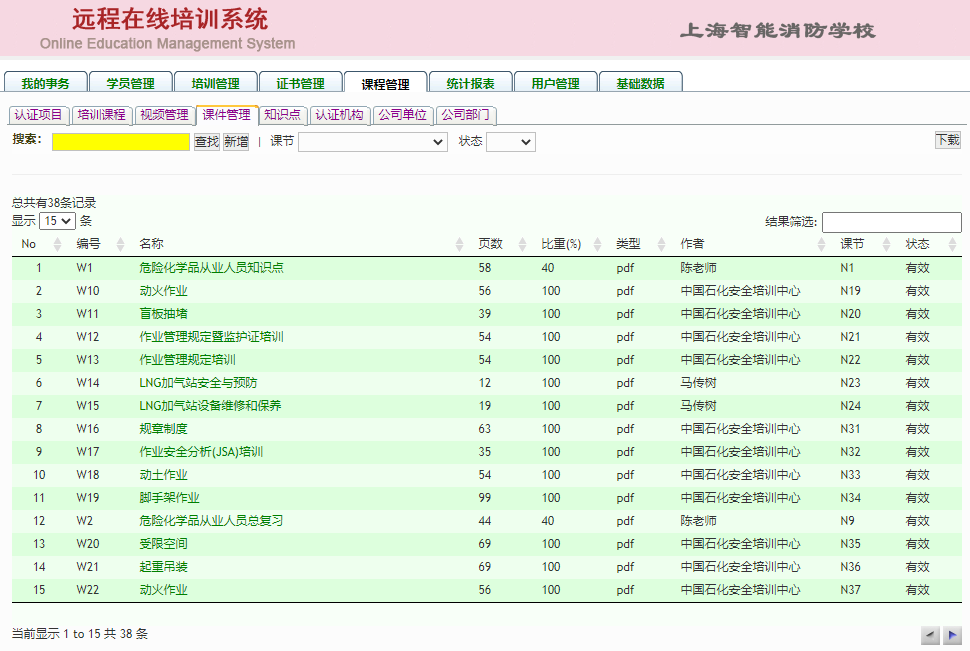 远程在线培训系统
Online Education Management System
上海智能消防学校
我的事务 学员管理 培训管理 证书管理 课程管理 统计报表 用户管理 基础数据
认证项目 培训课程 视频管理 课件管理 知识点 认证机构 公司单位 公司部门
搜索: 查找 新增 | 课节 状态 下载
总共有38条记录
显示 15 条 结果筛选:
No 编号 名称 页数 比重(%) 类型 作者 课节 状态
1 W1 危险化学品从业人员知识点 58 40 pdf 陈老师 N1 有效
2 W10 动火作业 56 100 pdf 中国石化安全培训中心 N19 有效
3 W11 盲板抽堵 39 100 pdf 中国石化安全培训中心 N20 有效
4 W12 作业管理规定暨监护证培训 54 100 pdf 中国石化安全培训中心 N21 有效
5 W13 作业管理规定培训 54 100 pdf 中国石化安全培训中心 N22 有效
6 W14 LNG加气站安全与预防 12 100 pdf 马传树 N23 有效
7 W15 LNG加气站设备维修和保养 19 100 pdf 马传树 N24 有效
8 W16 规章制度 63 100 pdf 中国石化安全培训中心 N31 有效
9 W17 作业安全分析(JSA)培训 35 100 pdf 中国石化安全培训中心 N32 有效
10 W18 动土作业 54 100 pdf 中国石化安全培训中心 N33 有效
11 W19 脚手架作业 99 100 pdf 中国石化安全培训中心 N34 有效
12 W2 危险化学品从业人员总复习 44 40 pdf 陈老师 N9 有效
13 W20 受限空间 69 100 pdf 中国石化安全培训中心 N35 有效
14 W21 起重吊装 69 100 pdf 中国石化安全培训中心 N36 有效
15 W22 动火作业 56 100 pdf 中国石化安全培训中心 N37 有效
当前显示 1 to 15 共 38 条